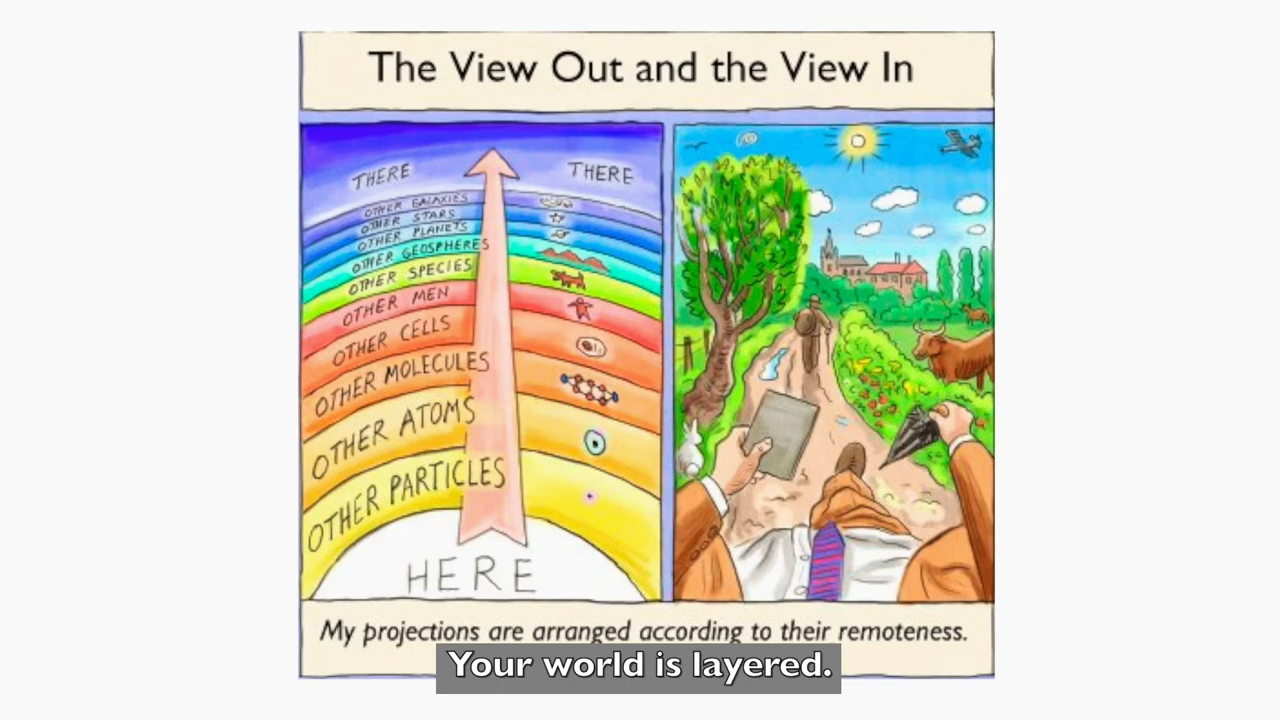 The View Out and the View In
THERE THERE
OTHER GALAXIES
OTHER STARS
OTHER PLANETS
OTHER GEOSPHERES
OTHER SPECIES
OTHER MEN
OTHER CELLS
OTHER MOLECULES
OTHER ATOMS
OTHER PARTICLES
HERE
My projections are arranged according to their remoteness.
Your world is layered.